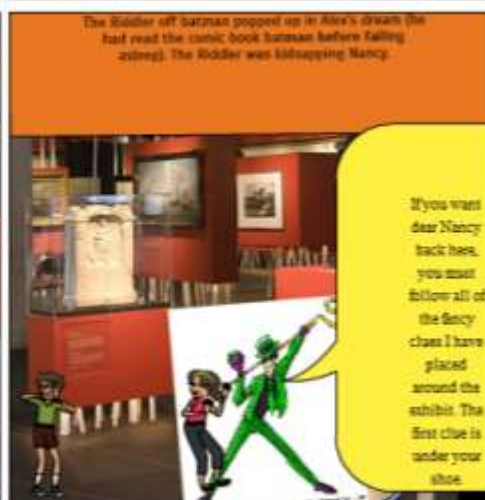 The Riddler off batman popped up in Alex's dream (he
had read the comic book batman before falling
asleep). The Riddler was kidnapping Nancy.
If you want
dear Nancy
back here,
you must
follow all of
the fancy
clues I have
placed
around the
exhibit. The
first clue is
under your
shoe.